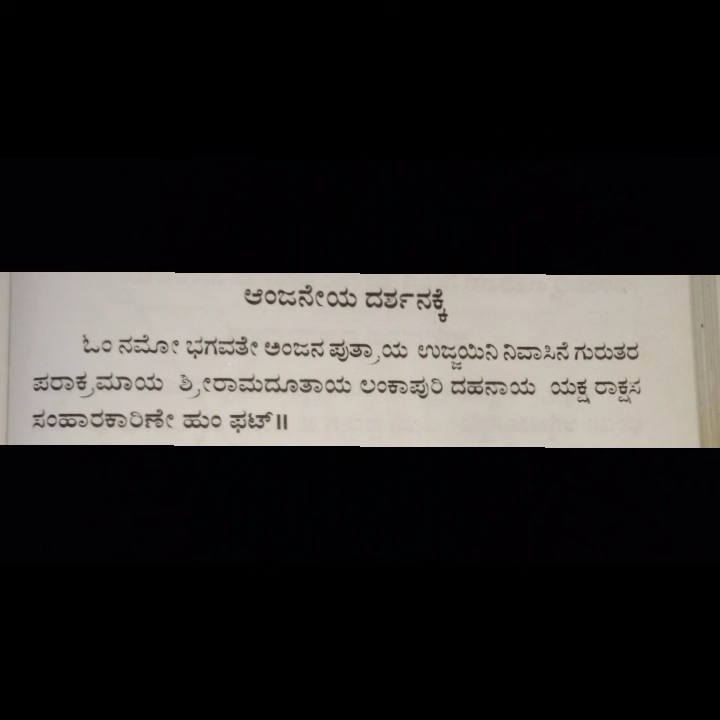 ಆಂಜನೇಯ ದರ್ಶನಕ್ಕೆ
ಓಂ ನಮೋ ಭಗವತೇ ಅಂಜನ ಪುತ್ರಾಯ ಉಜ್ಜಯಿನಿ ನಿವಾಸಿನೆ ಗುರುತರ
ಪರಾಕ್ರಮಾಯ ಶ್ರೀರಾಮದೂತಾಯ ಲಂಕಾಪುರಿ ದಹನಾಯ ಯಕ್ಷ ರಾಕ್ಷಸ
ಸಂಹಾರಕಾರಿಣೇ ಹುಂ ಫಟ್॥